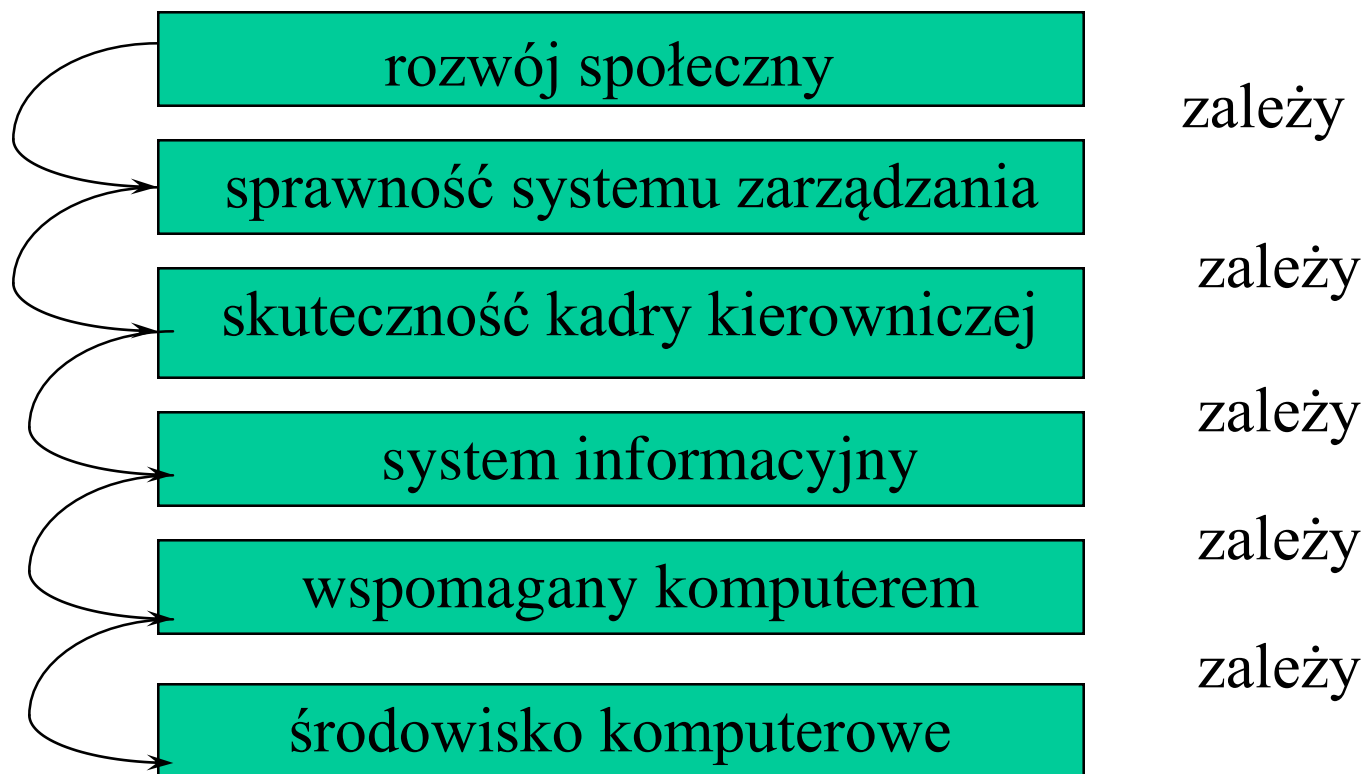 rozwój społeczny
zależy
sprawność systemu zarządzania
zależy
skuteczność kadry kierowniczej
zależy
system informacyjny
zależy
wspomagany komputerem
zależy
środowisko komputerowe